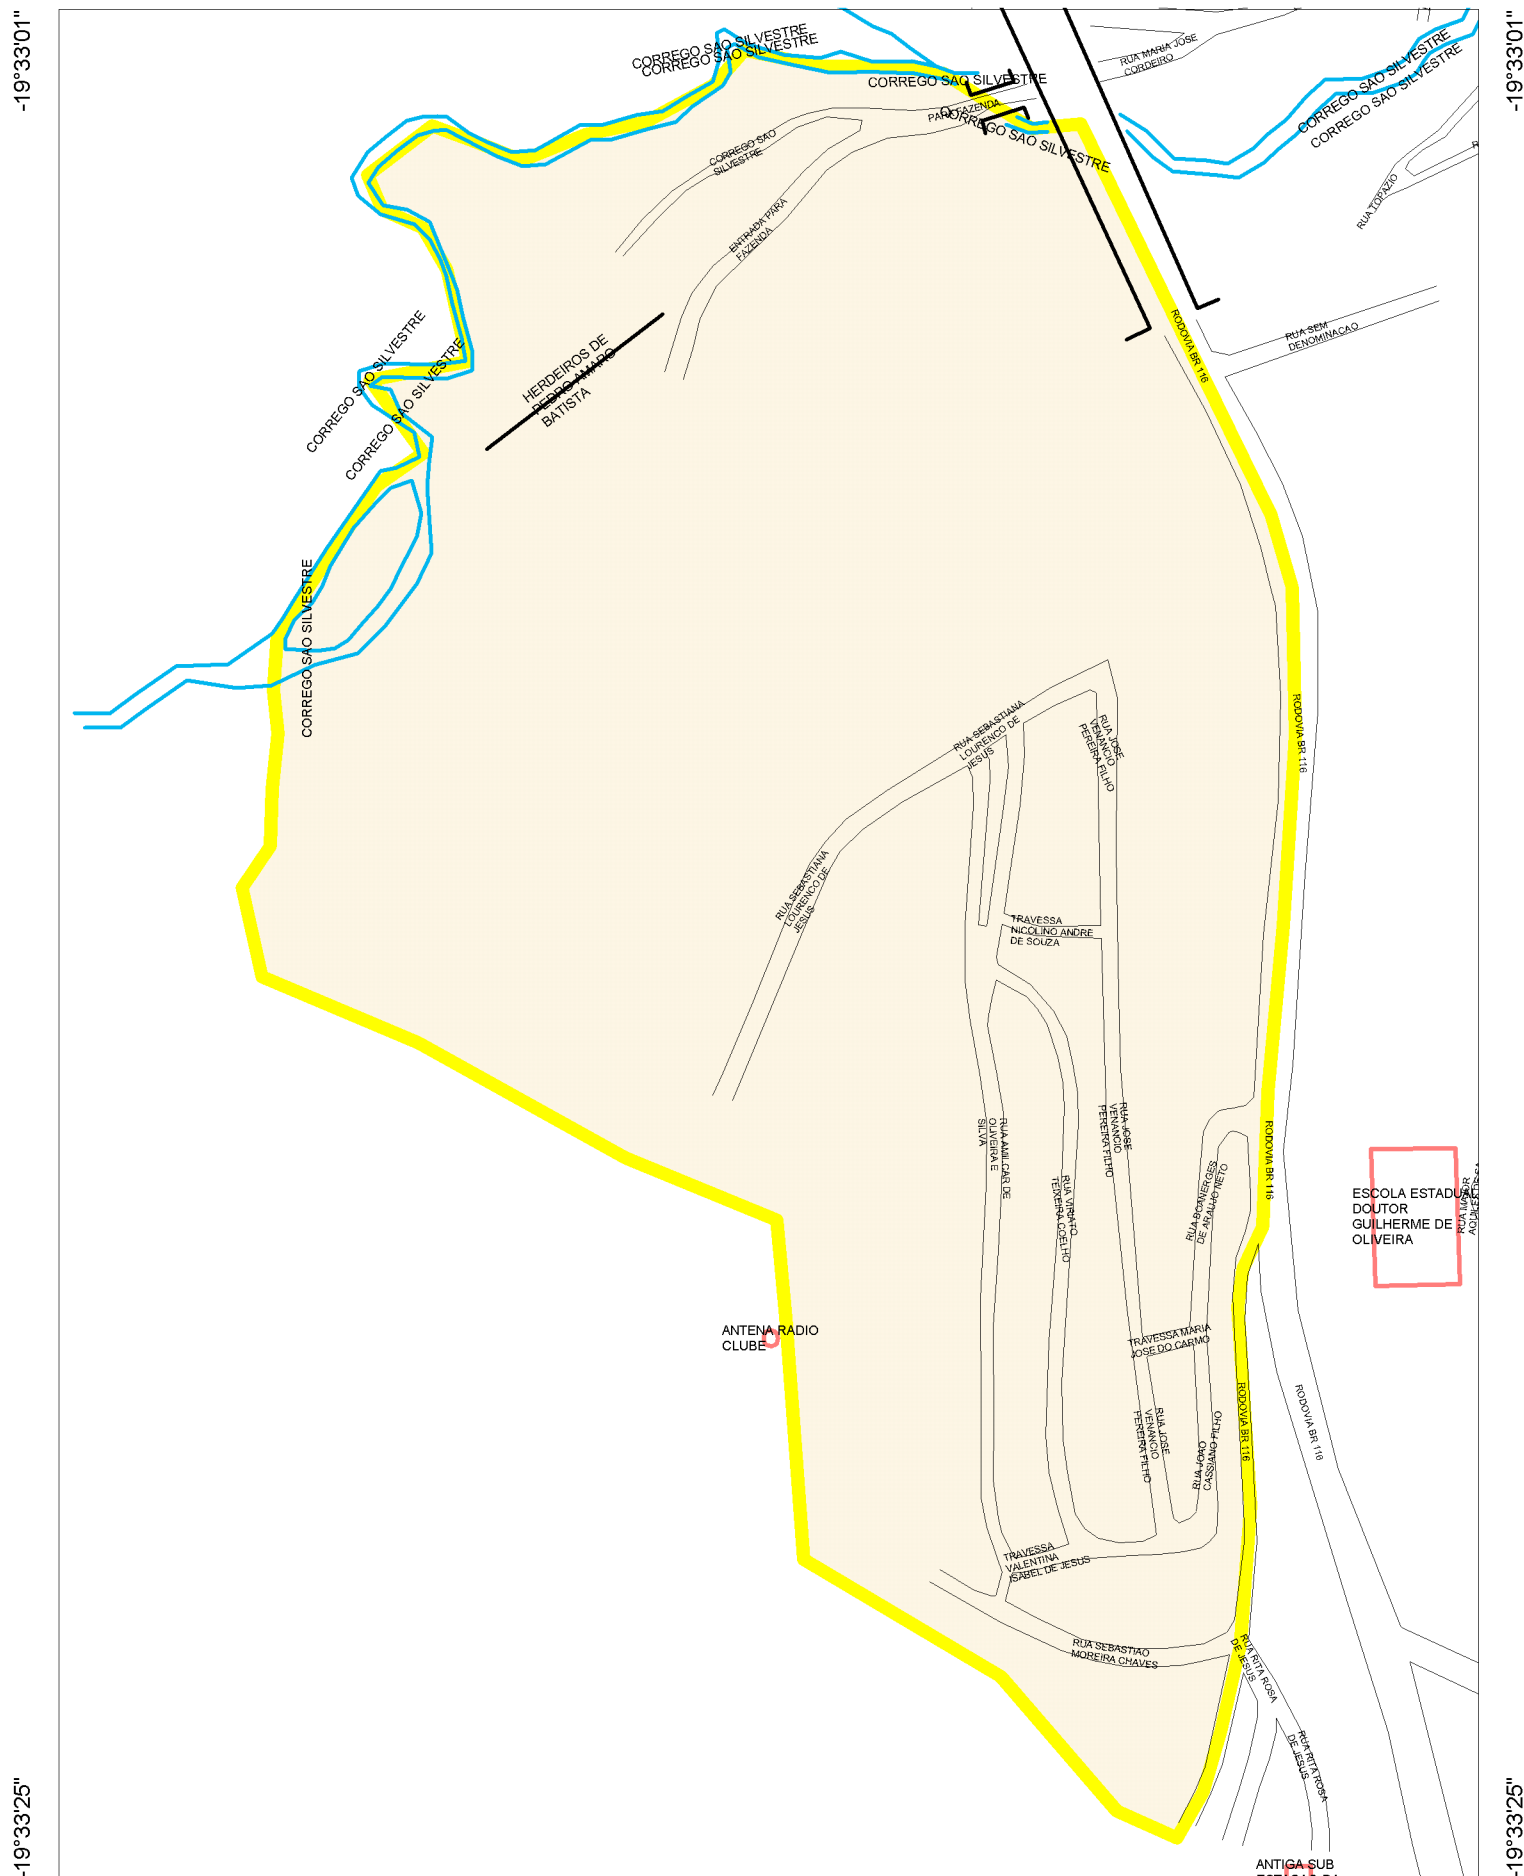 -19°33'01"
-19°33'01"
CORREGO SAO SILVESTRE
CORREGO SAO SILVESTRE
RUA MARIA JOSE
CORDEIRO
CORREGO SAO SILVESTRE
CORREGO SAO SILVESTRE
CORREGO SAO SILVESTRE
PARA FAZENDA
CORREGO SAO SILVESTRE
CORREGO SAO
SILVESTRE
ENTRADA PARA
FAZENDA
RUA TOPAZIO
R
HERDEIROS DE
PEDRO AMARO
BATISTA
RODOVIA BR 116
RUA SEM
DENOMINACAO
CORREGO SAO SILVESTRE
CORREGO SAO SILVESTRE
CORREGO SAO SILVESTRE
RUA SEBASTIANA
LOURENCO DE
JESUS
RUA JOSE
VENANCIO
PEREIRA FILHO
RODOVIA BR 116
RUA SEBASTIANA
LOURENCO DE
JESUS
TRAVESSA
NICOLINO ANDRE
DE SOUZA
RUA AMILCAR DE
OLIVEIRA E
SILVA
RUA VIRIATO
TEIXEIRA COELHO
RUA JOSE
VENANCIO
PEREIRA FILHO
RUA BOANERGES
DE ARAUJO NETO
RODOVIA BR 116
ESCOLA ESTADUAL
DOUTOR
GUILHERME DE
OLIVEIRA
RUA MAJOR
ANTENA RADIO
CLUBE
TRAVESSA MARIA
JOSE DO CARMO
RUA JOSE
VENANCIO
PEREIRA FILHO
RUA JOAO
CASSIANO FILHO
RODOVIA BR 116
RODOVIA BR 116
TRAVESSA
VALENTINA
ISABEL DE JESUS
RUA SEBASTIAO
MOREIRA CHAVES
RUA RITA ROSA
DE JESUS
RUA RITA ROSA
DE JESUS
-19°33'25"
-19°33'25"
ANTIGA SUB